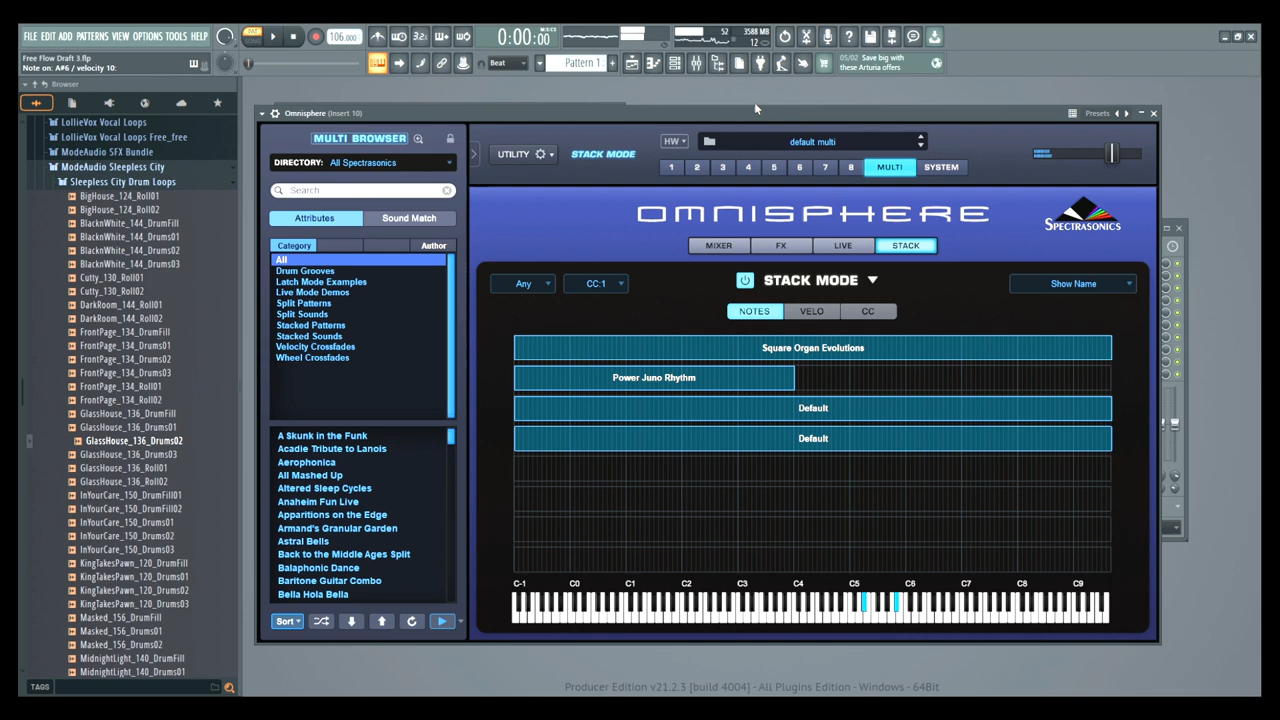 FILE EDIT ADD PATTERNS VIEW OPTIONS TOOLS HELP
PAT
SONG
106.000
32:
0:00:00
M:S:CS
52
3588 MB
12
Free Flow Draft 3.flp
Note: A#6 / velocity 10:
Beat
Pattern 1
05/02 Save big with
these Arturia offers
Browser
LollieVox Vocal Loops
LollieVox Vocal Loops Free_free
ModeAudio SFX Bundle
ModeAudio Sleepless City
Sleepless City Drum Loops
BigHouse_124_Roll01
BigHouse_124_Roll02
BlacknWhite_144_DrumFill
BlacknWhite_144_Drums01
BlacknWhite_144_Drums02
BlacknWhite_144_Drums03
Cutty_130_Roll01
Cutty_130_Roll02
DarkRoom_144_Roll01
DarkRoom_144_Roll02
FrontPage_134_DrumFill
FrontPage_134_Drums01
FrontPage_134_Drums02
FrontPage_134_Drums03
FrontPage_134_Roll01
FrontPage_134_Roll02
GlassHouse_136_DrumFill
GlassHouse_136_Drums01
GlassHouse_136_Drums02
GlassHouse_136_Drums03
GlassHouse_136_Roll01
GlassHouse_136_Roll02
InYourCare_150_DrumFill01
InYourCare_150_DrumFill02
InYourCare_150_Drums01
InYourCare_150_Drums02
InYourCare_150_Drums03
KingTakesPawn_120_DrumFill
KingTakesPawn_120_Drums01
KingTakesPawn_120_Drums02
KingTakesPawn_120_Drums03
Masked_156_DrumFill
Masked_156_Drums01
Masked_156_Drums02
MidnightLight_140_DrumFill
MidnightLight_140_Drums01
TAGS
Omnisphere (Insert 10)
Presets
MULTI BROWSER
DIRECTORY: All Spectrasonics
Search
Attributes Sound Match
Category Author
All
Drum Grooves
Latch Mode Examples
Live Mode Demos
Split Patterns
Split Sounds
Stacked Patterns
Stacked Sounds
Velocity Crossfades
Wheel Crossfades
A Skunk in the Funk
Acadie Tribute to Lanois
Aerophonica
All Mashed Up
Altered Sleep Cycles
Anaheim Fun Live
Apparitions on the Edge
Armand's Granular Garden
Astral Bells
Back to the Middle Ages Split
Balaphonic Dance
Baritone Guitar Combo
Bella Hola Bella
Sort
UTILITY
STACK MODE
HW
default multi
1 2 3 4 5 6 7 8 MULTI SYSTEM
OMNISPHERE
SPECTRASONICS
MIXER FX LIVE STACK
Any CC:1 STACK MODE Show Name
NOTES VELO CC
Square Organ Evolutions
Power Juno Rhythm
Default
Default
C-1 C0 C1 C2 C3 C4 C5 C6 C7 C8 C9
Producer Edition v21.2.3 [build 4004] - All Plugins Edition - Windows - 64Bit